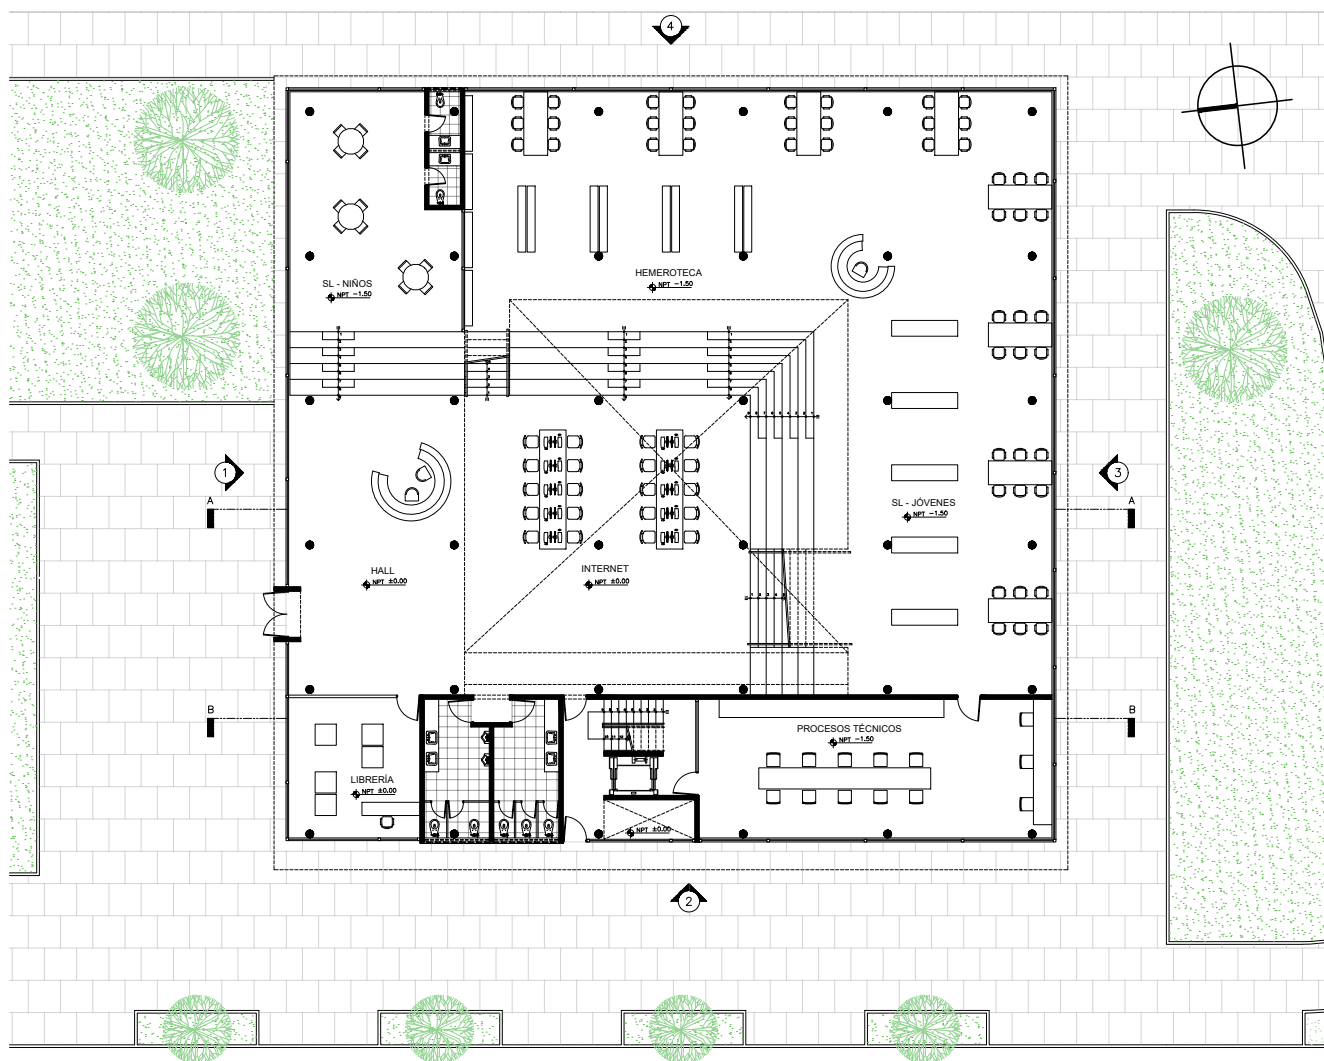 4
SL - NIÑOS
NPT -1.50
HEMEROTECA
NPT -1.50
1
3
A
A
SL - JÓVENES
NPT -1.50
HALL
NPT ±0.00
INTERNET
NPT ±0.00
B
B
PROCESOS TÉCNICOS
NPT -1.50
LIBRERÍA
NPT ±0.00
NPT ±0.00
2